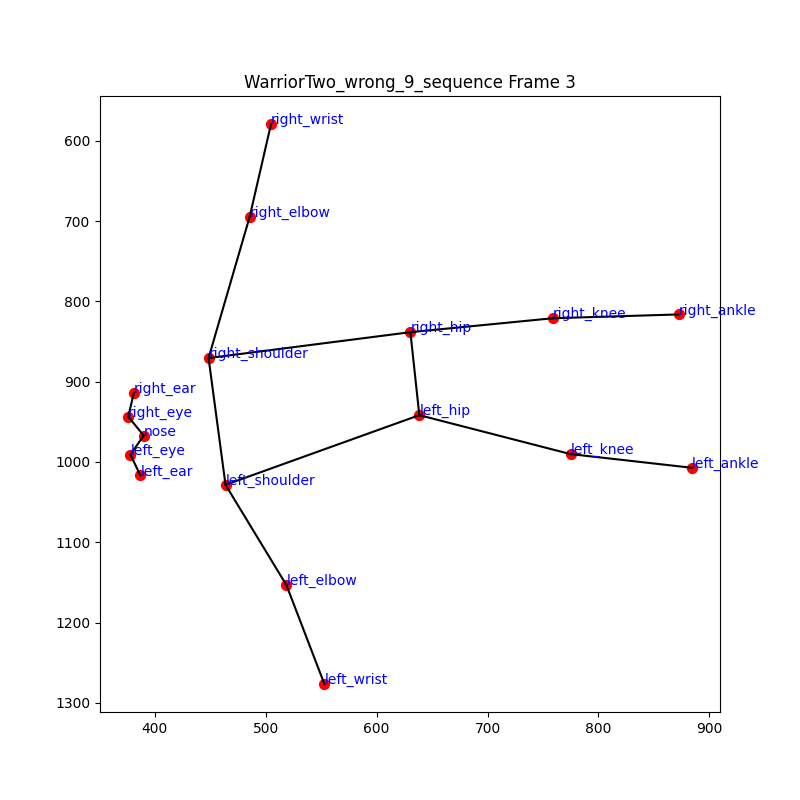 WarriorTwo_wrong_9_sequence Frame 3
right_wrist
600
right_elbow
700
800
right_ankle
right_knee
right_hip
right_shoulder
900
right_ear
left_hip
right_eye
nose
left_knee
left_eye
1000
left_ankle
left_ear
left_shoulder
1100
left_elbow
1200
left_wrist
1300
400 500 600 700 800 900